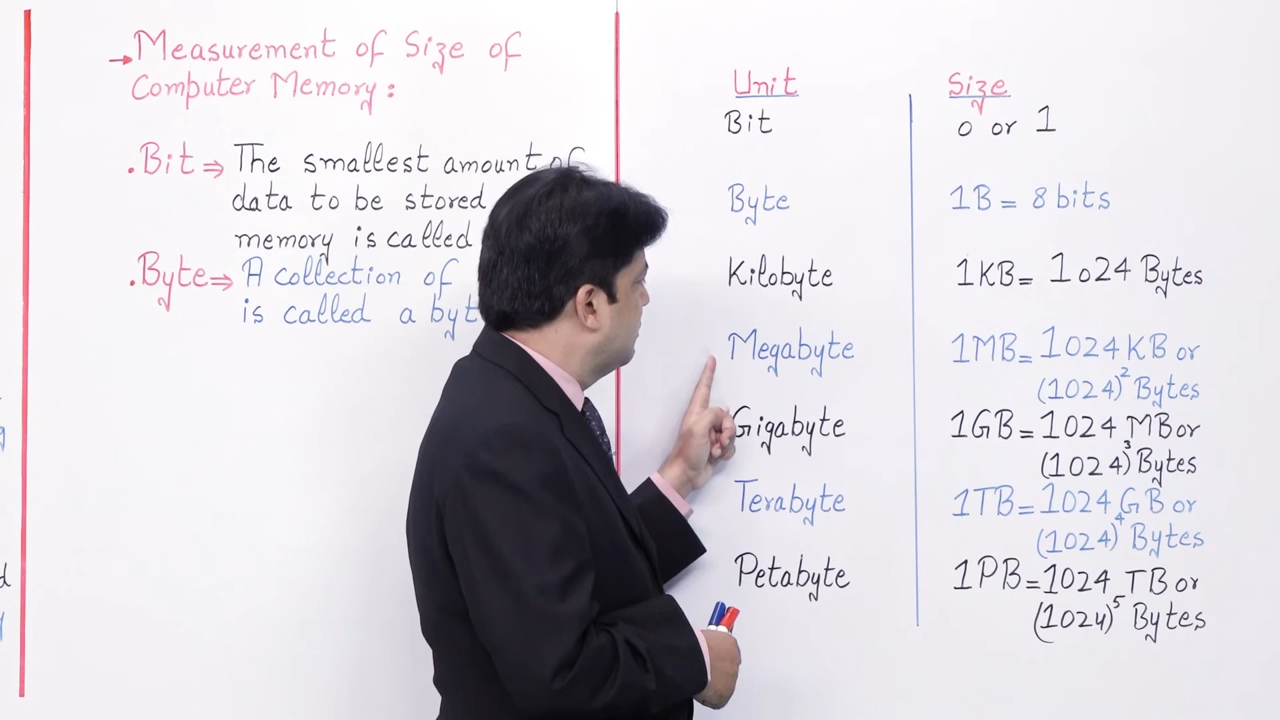 →Measurement of Size of
Computer Memory:
.Bit⇒ The smallest amount of
data to be stored
memory is called
.Byte⇒ A collection of
is called a byt
Unit Size
Bit 0 or 1
Byte 1B = 8 bits
Kilobyte 1KB= 1024 Bytes
Megabyte 1MB= 1024 KB or
(1024)² Bytes
Gigabyte 1GB= 1024 MB or
(1024)³ Bytes
Terabyte 1TB= 1024 GB or
(1024)⁴ Bytes
Petabyte 1PB= 1024 TB or
(1024)⁵ Bytes